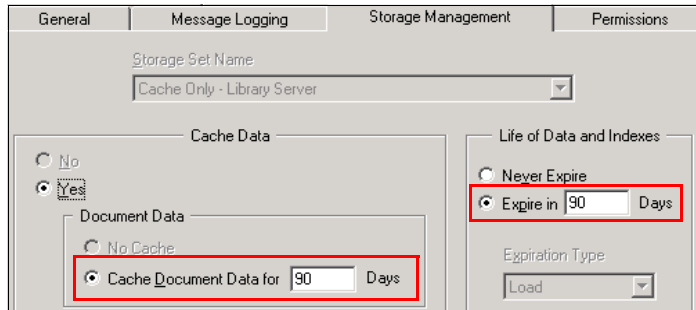 General Message Logging Storage Management Permissions
Storage Set Name
Cache Only - Library Server
Cache Data
No
Yes
Document Data
No Cache
Cache Document Data for 90 Days
Life of Data and Indexes
Never Expire
Expire in 90 Days
Expiration Type
Load